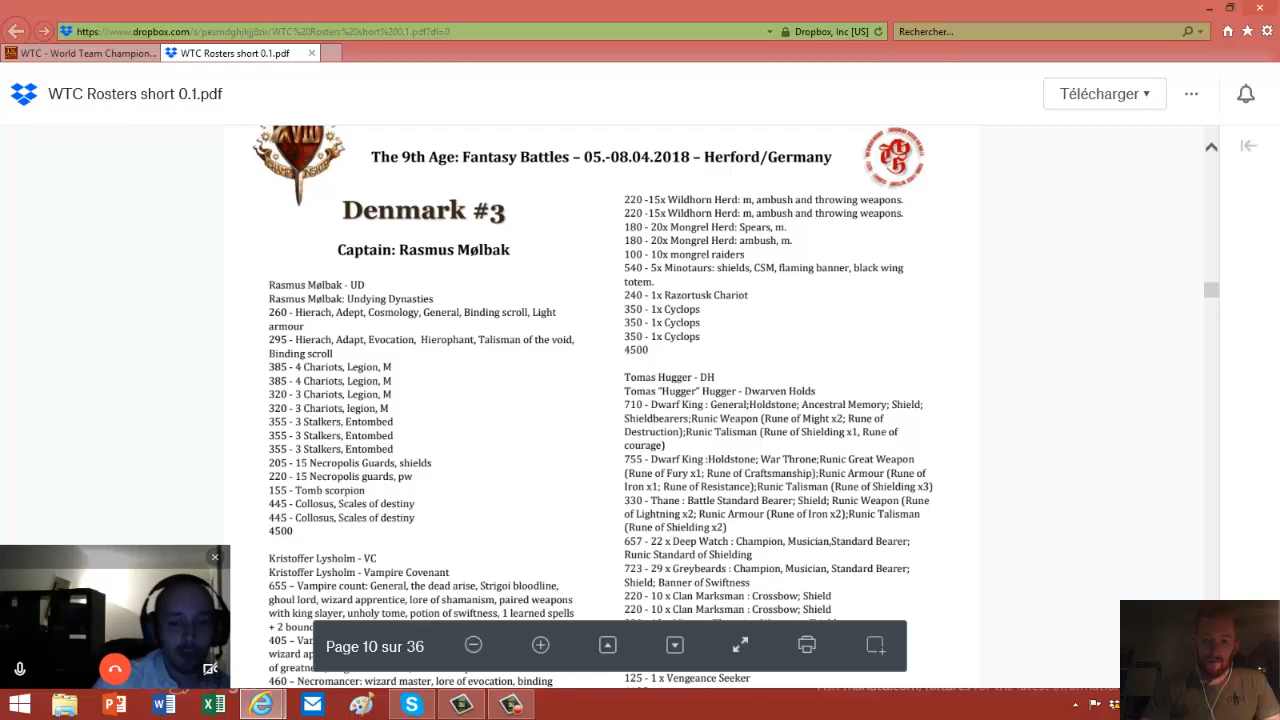 https://www.dropbox.com/s/pesrndghjkjj8zir/WTC%20Rosters%20short%200.1.pdf?dl=0
Dropbox, Inc [US]
Rechercher...
WTC - World Team Champion...
WTC Rosters short 0.1.pdf
WTC Rosters short 0.1.pdf
Télécharger
The 9th Age: Fantasy Battles – 05.-08.04.2018 – Herford/Germany
Denmark #3
Captain: Rasmus Mølbak
Rasmus Mølbak - UD
Rasmus Mølbak: Undying Dynasties
260 - Hierach, Adept, Cosmology, General, Binding scroll, Light
armour
295 - Hierach, Adapt, Evocation, Hierophant, Talisman of the void,
Binding scroll
385 - 4 Chariots, Legion, M
385 - 4 Chariots, Legion, M
320 - 3 Chariots, Legion, M
320 - 3 Chariots, legion, M
355 - 3 Stalkers, Entombed
355 - 3 Stalkers, Entombed
355 - 3 Stalkers, Entombed
205 - 15 Necropolis Guards, shields
220 - 15 Necropolis guards, pw
155 - Tomb scorpion
445 - Collosus, Scales of destiny
445 - Collosus, Scales of destiny
4500
Kristoffer Lysholm - VC
Kristoffer Lysholm - Vampire Covenant
655 – Vampire count: General, the dead arise, Strigoi bloodline,
ghoul lord, wizard apprentice, lore of shamanism, paired weapons
with king slayer, unholy tome, potion of swiftness, 1 learned spells
+ 2 bound
405 – Vam
wizard ap
of greatne
460 – Necromancer: wizard master, lore of evocation, binding
220 -15x Wildhorn Herd: m, ambush and throwing weapons.
220 -15x Wildhorn Herd: m, ambush and throwing weapons.
180 - 20x Mongrel Herd: Spears, m.
180 - 20x Mongrel Herd: ambush, m.
100 - 10x mongrel raiders
540 - 5x Minotaurs: shields, CSM, flaming banner, black wing
totem.
240 - 1x Razortusk Chariot
350 - 1x Cyclops
350 - 1x Cyclops
350 - 1x Cyclops
4500
Tomas Hugger - DH
Tomas “Hugger” Hugger - Dwarven Holds
710 - Dwarf King : General;Holdstone; Ancestral Memory; Shield;
Shieldbearers;Runic Weapon (Rune of Might x2; Rune of
Destruction);Runic Talisman (Rune of Shielding x1, Rune of
courage)
755 - Dwarf King :Holdstone; War Throne;Runic Great Weapon
(Rune of Fury x1; Rune of Craftsmanship);Runic Armour (Rune of
Iron x1; Rune of Resistance);Runic Talisman (Rune of Shielding x3)
330 - Thane : Battle Standard Bearer; Shield; Runic Weapon (Rune
of Lightning x2; Runic Armour (Rune of Iron x2);Runic Talisman
(Rune of Shielding x2)
657 - 22 x Deep Watch : Champion, Musician,Standard Bearer;
Runic Standard of Shielding
723 - 29 x Greybeards : Champion, Musician, Standard Bearer;
Shield; Banner of Swiftness
220 - 10 x Clan Marksman : Crossbow; Shield
220 - 10 x Clan Marksman : Crossbow; Shield
125 - 1 x Vengeance Seeker
Page 10 sur 36